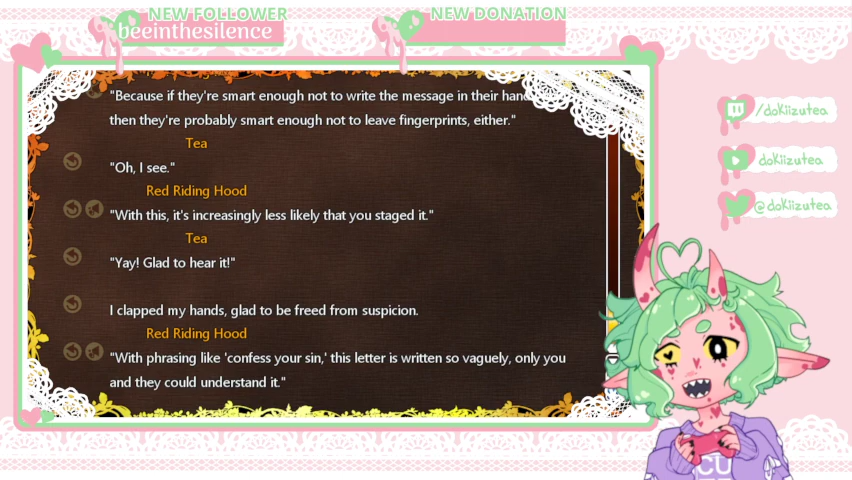 NEW FOLLOWER
beeinthesilence
NEW DONATION
"Because if they're smart enough not to write the message in their
then they're probably smart enough not to leave fingerprints, either."
Tea
"Oh, I see."
Red Riding Hood
"With this, it's increasingly less likely that you staged it."
Tea
"Yay! Glad to hear it!"
I clapped my hands, glad to be freed from suspicion.
Red Riding Hood
"With phrasing like 'confess your sin,' this letter is written so vaguely, only you
and they could understand it."
/dokiizutea
dokiizutea
@dokiizutea
CU